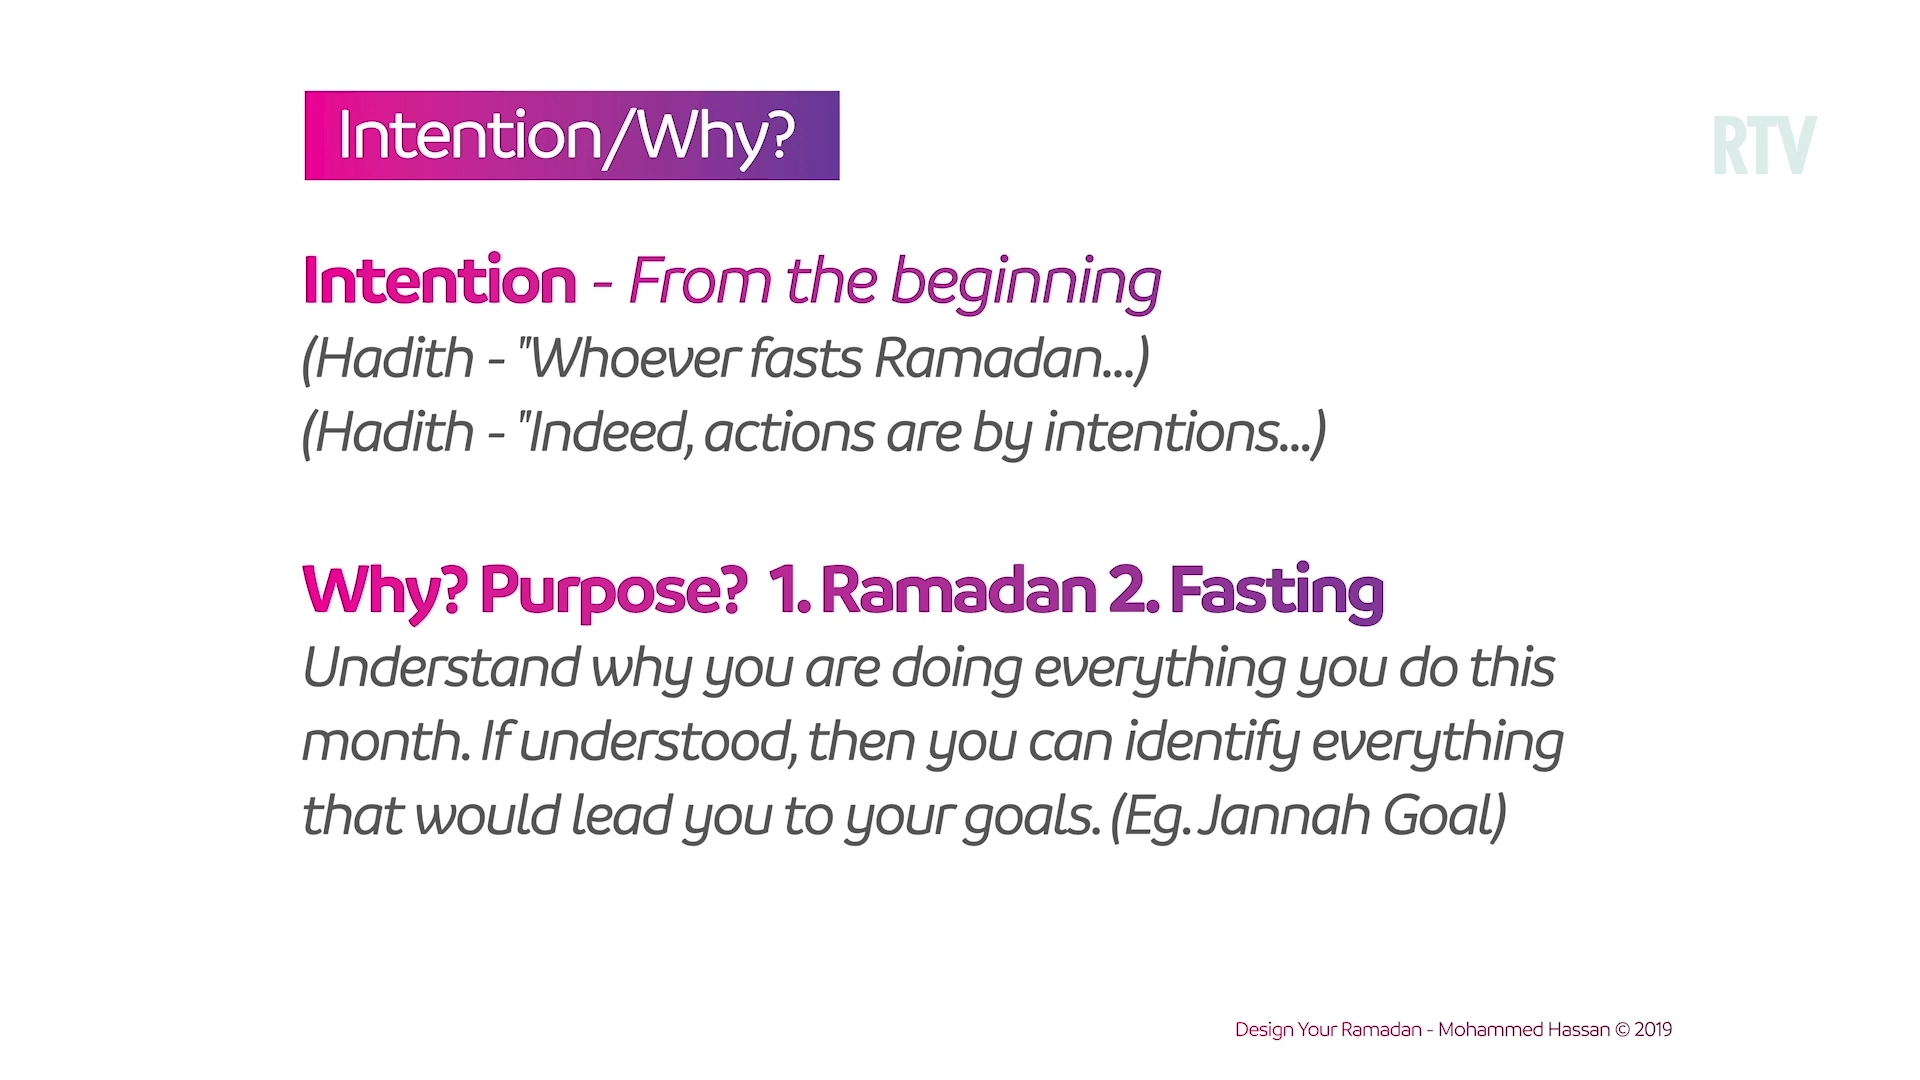 Intention/Why?
RTV
Intention - From the beginning
(Hadith - "Whoever fasts Ramadan...)
(Hadith - "Indeed, actions are by intentions...)
Why? Purpose? 1. Ramadan 2. Fasting
Understand why you are doing everything you do this
month. If understood, then you can identify everything
that would lead you to your goals. (Eg. Jannah Goal)
Design Your Ramadan - Mohammed Hassan © 2019